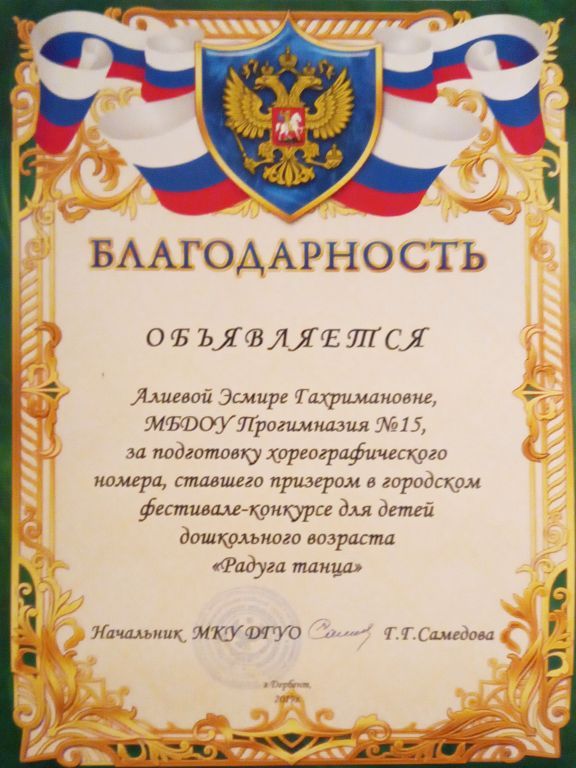 БЛАГОДАРНОСТЬ
ОБЪЯВЛЯЕТСЯ
Алиевой Эсмире Гахримановне,
МБДОУ Прогимназия №15,
за подготовку хореографического
номера, ставшего призером в городском
фестивале-конкурсе для детей
дошкольного возраста
«Радуга танца»
Начальник МКУ ДГУО Г.Г.Самедова
г.Дербент,